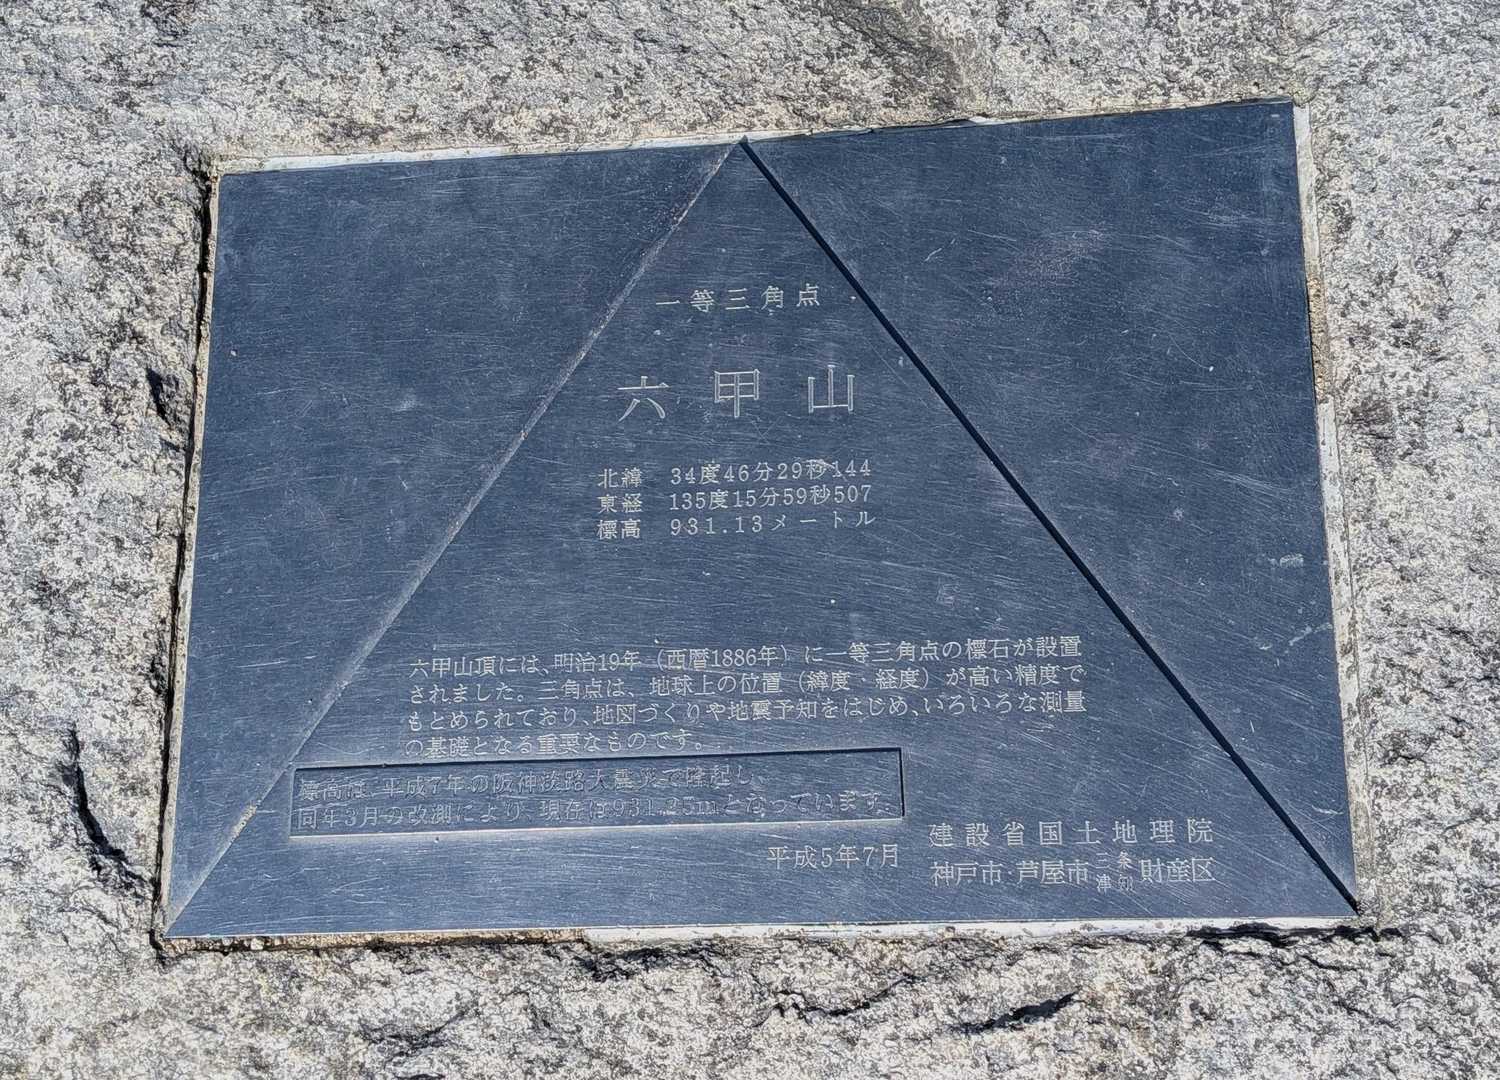 一等三角点
六甲山
北緯 34度46分29秒144
東経 135度15分59秒507
標高 931.13メートル
六甲山頂には、明治19年(西暦1886年)に一等三角点の標石が設置
されました。三角点は、地球上の位置(緯度・経度)が高い精度で
もとめられており、地図づくりや地震予知をはじめ、いろいろな測量
の基礎となる重要なものです。
標高は、平成7年の阪神淡路大震災で隆起し、
同年3月の改測により、現在は931.25mとなっています。
平成5年7月
建設省国土地理院
神戸市・芦屋市三条津知財産区